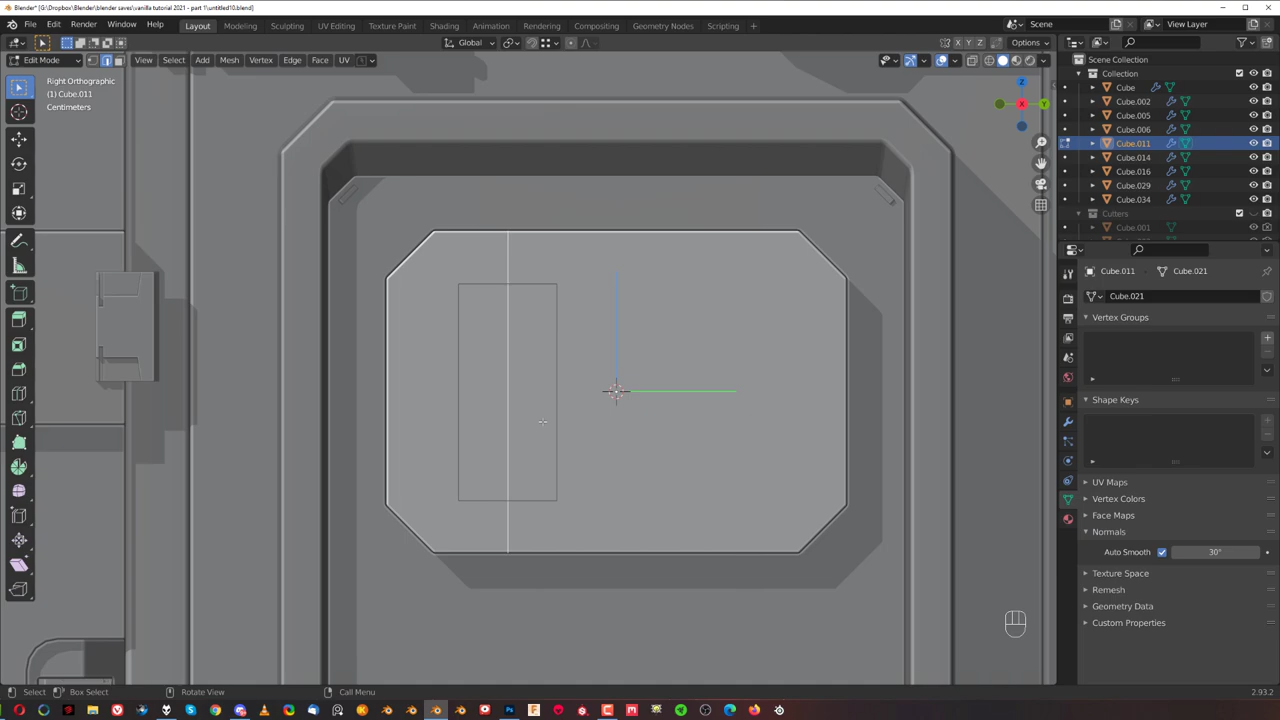 Blender* [G:\Dropbox\Blender\blender saves\vanilla tutorial 2021 - part 1\untitled10.blend]
File Edit Render Window Help Layout Modeling Sculpting UV Editing Texture Paint Shading Animation Rendering Compositing Geometry Nodes Scripting + Scene View Layer
Global X Y Z Options
Edit Mode View Select Add Mesh Vertex Edge Face UV
Right Orthographic
(1) Cube.011
Centimeters
Z
X
Y
Scene Collection
Collection
Cube
Cube.002
Cube.005
Cube.006
Cube.011
Cube.014
Cube.016
Cube.029
Cube.034
Cutters
Cube.001
Cube.011 Cube.021
Cube.021
Vertex Groups
Shape Keys
UV Maps
Vertex Colors
Face Maps
Normals
Auto Smooth 30°
Texture Space
Remesh
Geometry Data
Custom Properties
Select Box Select Rotate View Call Menu 2.93.2